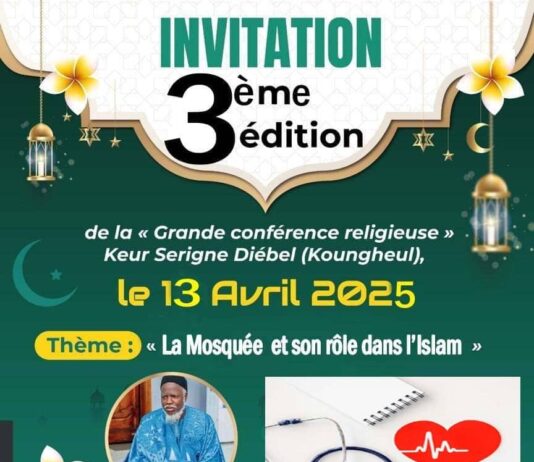 INVITATION
3ème
édition
de la « Grande conférence religieuse »
Keur Serigne Diébel (Koungheul),
le 13 Avril 2025
Thème : « La Mosquée et son rôle dans l'Islam »